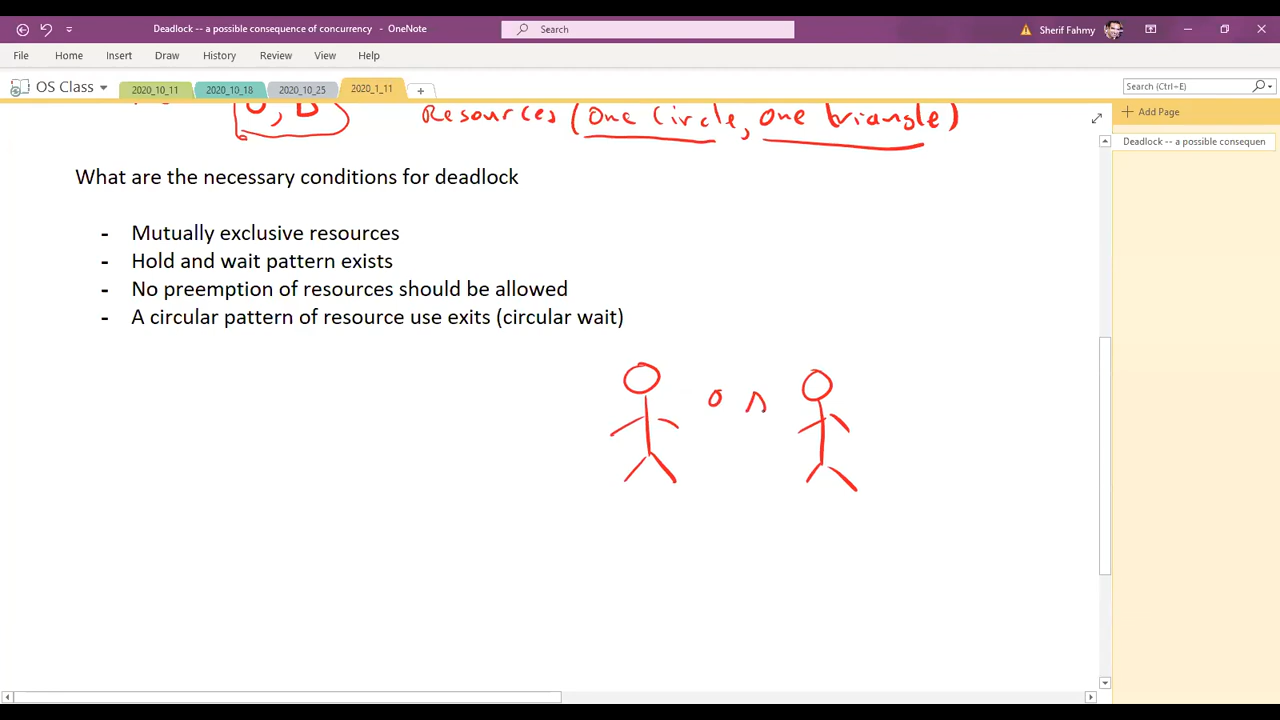 Deadlock -- a possible consequence of concurrency - OneNote
Search
Sherif Fahmy
File Home Insert Draw History Review View Help
OS Class 2020_10_11 2020_10_18 2020_10_25 2020_1_11
Search (Ctrl+E)
Add Page
Deadlock -- a possible consequen
Resources (One Circle, One triangle)
What are the necessary conditions for deadlock
- Mutually exclusive resources
- Hold and wait pattern exists
- No preemption of resources should be allowed
- A circular pattern of resource use exits (circular wait)